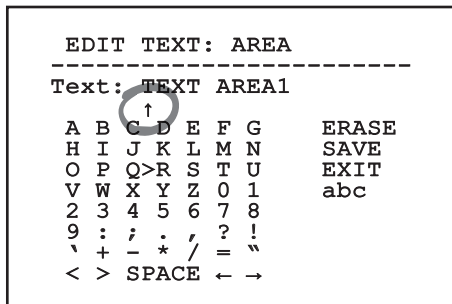 EDIT TEXT: AREA
-------------------------
Text: TEXT AREA1
↑
A B C D E F G ERASE
H I J K L M N SAVE
O P Q>R S T U EXIT
V W X Y Z 0 1 abc
2 3 4 5 6 7 8
9 : ; . , ? !
‛ + – * / = ‟
< > SPACE ← →